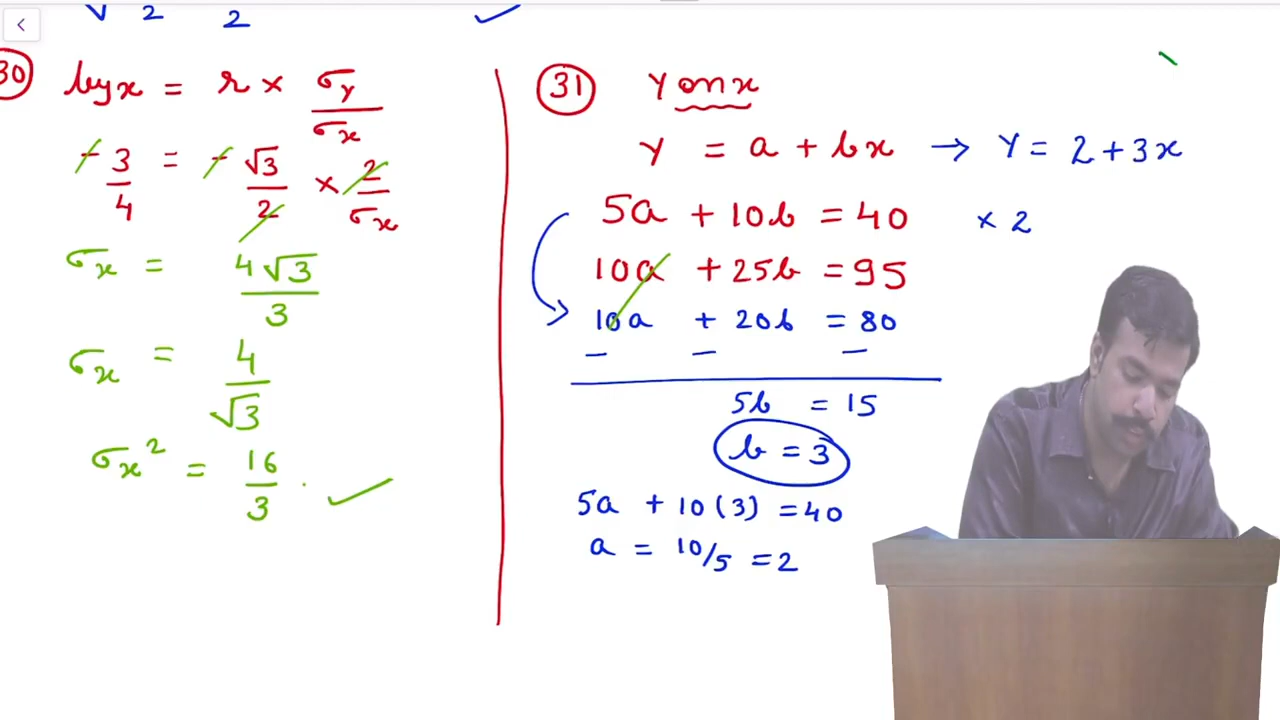 √2 2
30 byx = r × σy/σx
-3/4 = -√3/2 × 2/σx
σx = 4√3/3
σx = 4/√3
σx² = 16/3 .
31 Y on x
Y = a + bx → Y = 2 + 3x
5a + 10b = 40 × 2
10a + 25b = 95
10a + 20b = 80
– – –
5b = 15
b = 3
5a + 10(3) = 40
a = 10/5 = 2